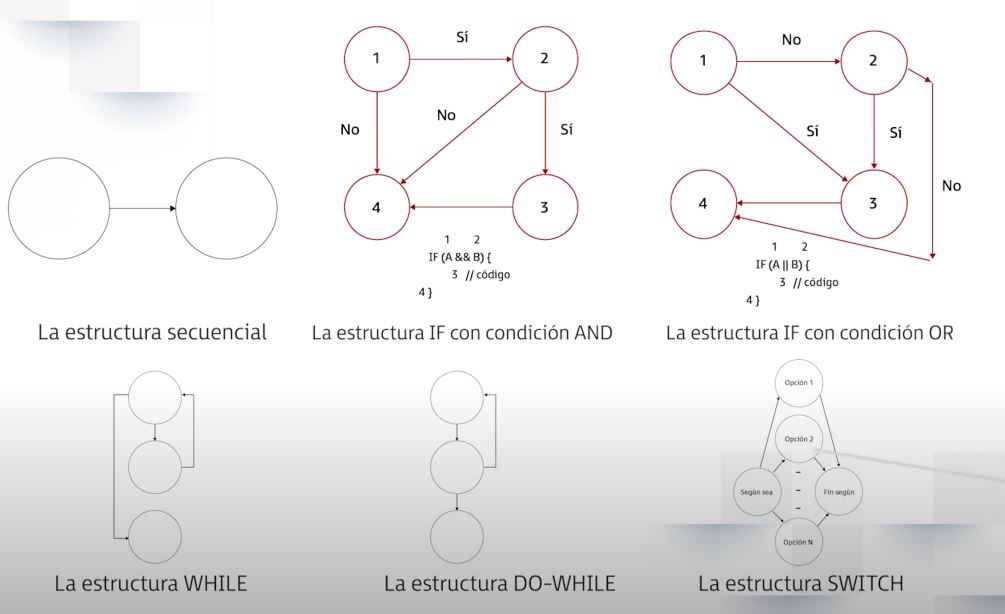 Sí
1
2
No
No
Sí
4
3
1 2
IF (A && B) {
3 // código
4 }
No
1
2
Sí
Sí
No
4
3
1 2
IF (A || B) {
3 // código
4 }
La estructura secuencial
La estructura IF con condición AND
La estructura IF con condición OR
Opción 1
Opción 2
Según sea
Fin según
Opción N
La estructura WHILE
La estructura DO-WHILE
La estructura SWITCH